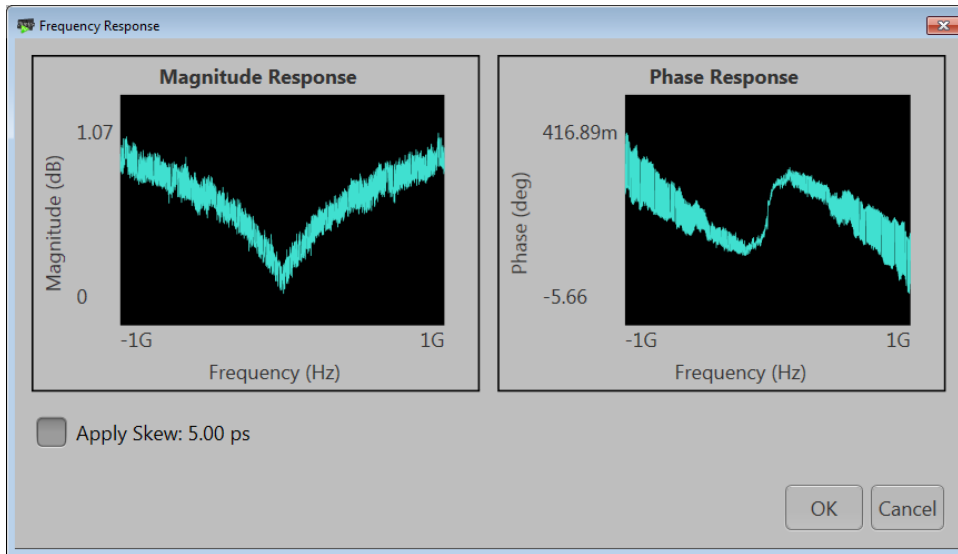 Frequency Response
Magnitude Response
1.07
Magnitude (dB)
0
-1G
1G
Frequency (Hz)
Phase Response
416.89m
Phase (deg)
-5.66
-1G
1G
Frequency (Hz)
Apply Skew: 5.00 ps
OK
Cancel